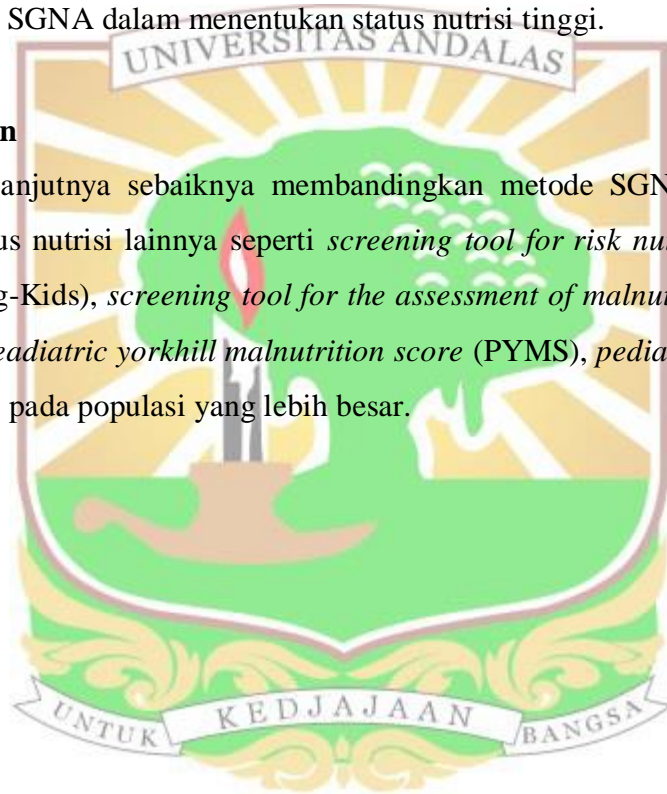 SGNA dalam menentukan status nutrisi tinggi.
UNIVERSITAS ANDALAS
n
anjutnya sebaiknya membandingkan metode SGN
us nutrisi lainnya seperti screening tool for risk nu
g-Kids), screening tool for the assessment of malnu
eadiatric yorkhill malnutrition score (PYMS), pedia
pada populasi yang lebih besar.
UNTUK KEDJAJAAN BANGSA